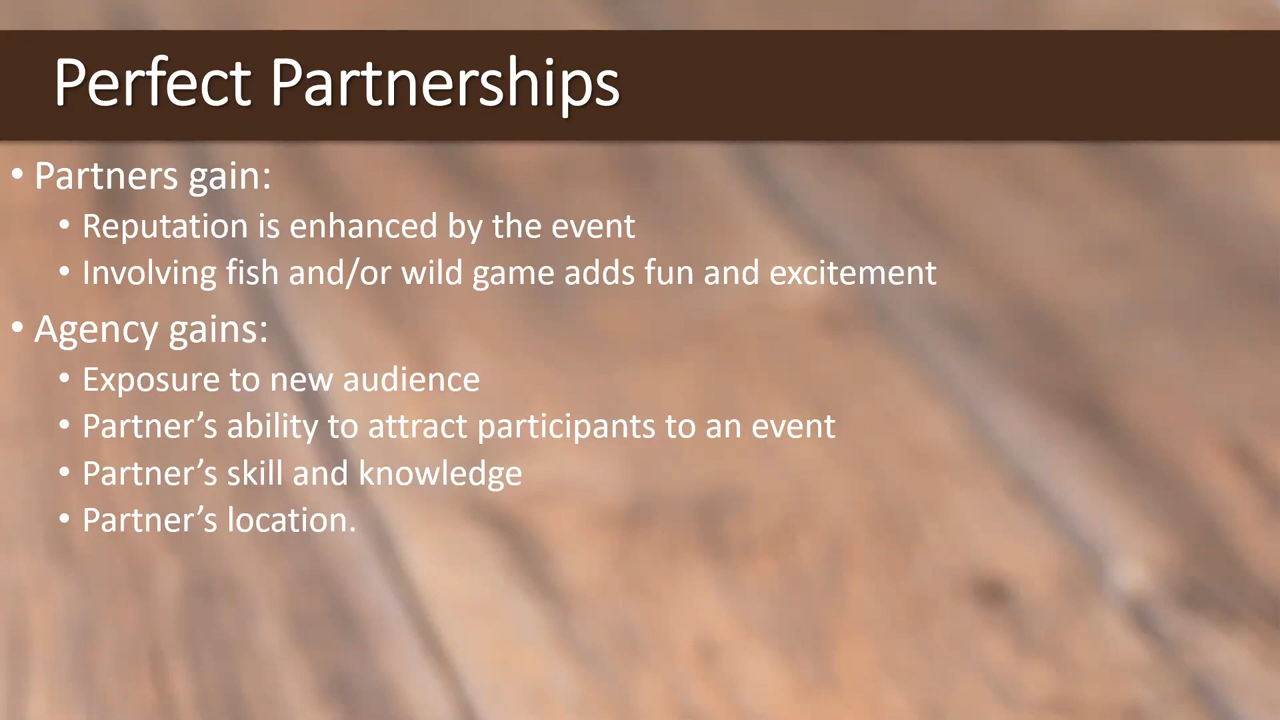 Perfect Partnerships
• Partners gain:
• Reputation is enhanced by the event
• Involving fish and/or wild game adds fun and excitement
• Agency gains:
• Exposure to new audience
• Partner’s ability to attract participants to an event
• Partner’s skill and knowledge
• Partner’s location.